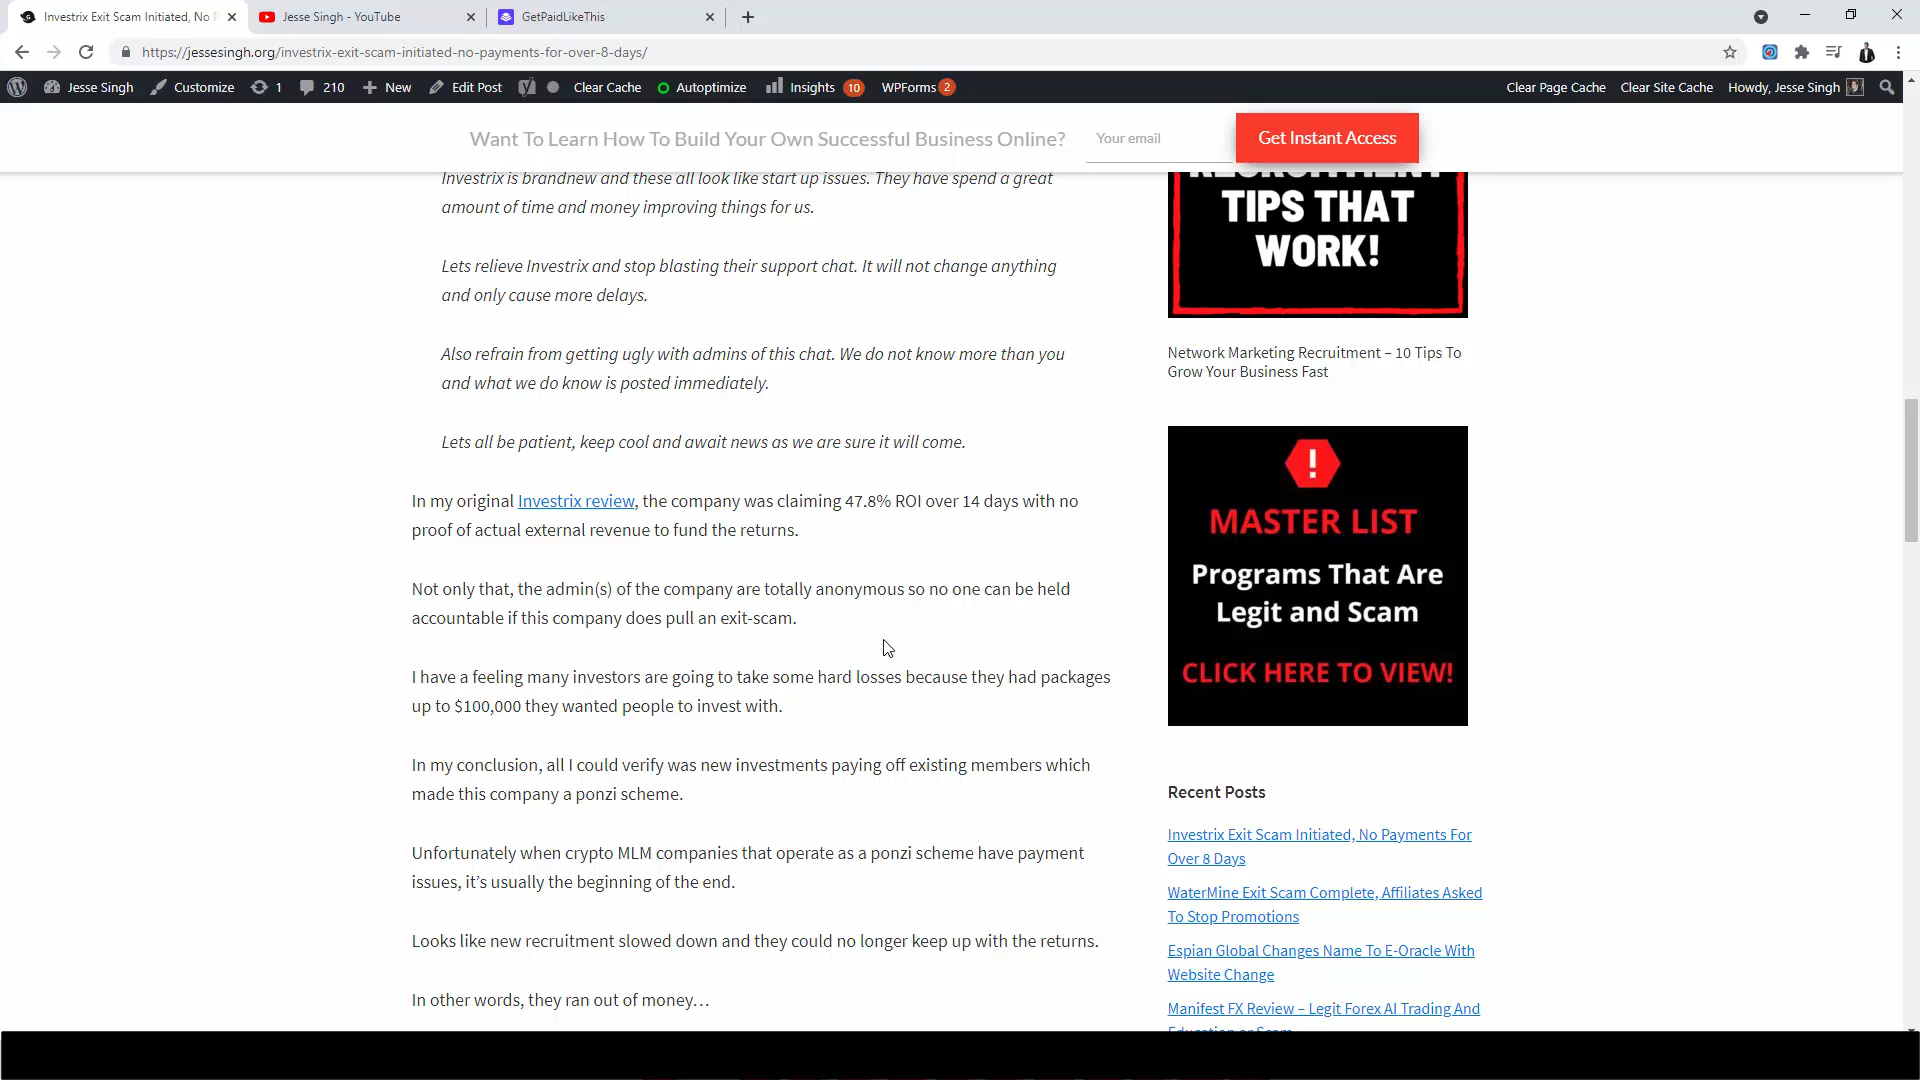 Investrix Exit Scam Initiated, No P
Jesse Singh - YouTube
GetPaidLikeThis
https://jessesingh.org/investrix-exit-scam-initiated-no-payments-for-over-8-days/
Jesse Singh
Customize
1
210
New
Edit Post
Clear Cache
Autoptimize
Insights 10
WPForms 2
Clear Page Cache
Clear Site Cache
Howdy, Jesse Singh
Want To Learn How To Build Your Own Successful Business Online?
Your email
Get Instant Access
Investrix is brandnew and these all look like start up issues. They have spend a great
amount of time and money improving things for us.
Lets relieve Investrix and stop blasting their support chat. It will not change anything
and only cause more delays.
Also refrain from getting ugly with admins of this chat. We do not know more than you
and what we do know is posted immediately.
Lets all be patient, keep cool and await news as we are sure it will come.
In my original Investrix review, the company was claiming 47.8% ROI over 14 days with no
proof of actual external revenue to fund the returns.
Not only that, the admin(s) of the company are totally anonymous so no one can be held
accountable if this company does pull an exit-scam.
I have a feeling many investors are going to take some hard losses because they had packages
up to $100,000 they wanted people to invest with.
In my conclusion, all I could verify was new investments paying off existing members which
made this company a ponzi scheme.
Unfortunately when crypto MLM companies that operate as a ponzi scheme have payment
issues, it's usually the beginning of the end.
Looks like new recruitment slowed down and they could no longer keep up with the returns.
In other words, they ran out of money…
RECRUITMENT
TIPS THAT
WORK!
Network Marketing Recruitment – 10 Tips To
Grow Your Business Fast
!
MASTER LIST
Programs That Are
Legit and Scam
CLICK HERE TO VIEW!
Recent Posts
Investrix Exit Scam Initiated, No Payments For
Over 8 Days
WaterMine Exit Scam Complete, Affiliates Asked
To Stop Promotions
Espian Global Changes Name To E-Oracle With
Website Change
Manifest FX Review – Legit Forex AI Trading And
Education or Scam